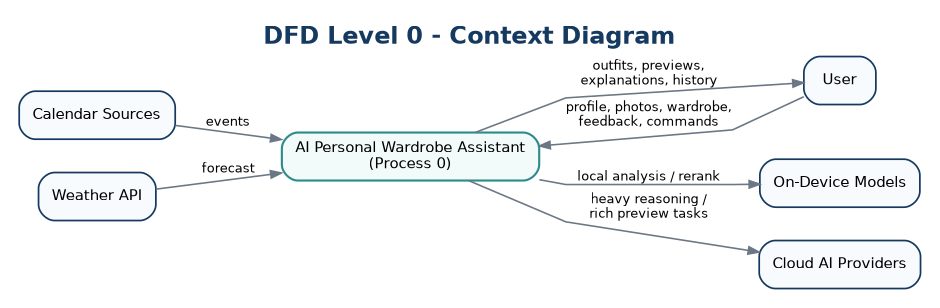 DFD Level 0 - Context Diagram
outfits, previews,
explanations, history
User
Calendar Sources
events
profile, photos, wardrobe,
feedback, commands
AI Personal Wardrobe Assistant
(Process 0)
Weather API
forecast
local analysis / rerank
On-Device Models
heavy reasoning /
rich preview tasks
Cloud AI Providers